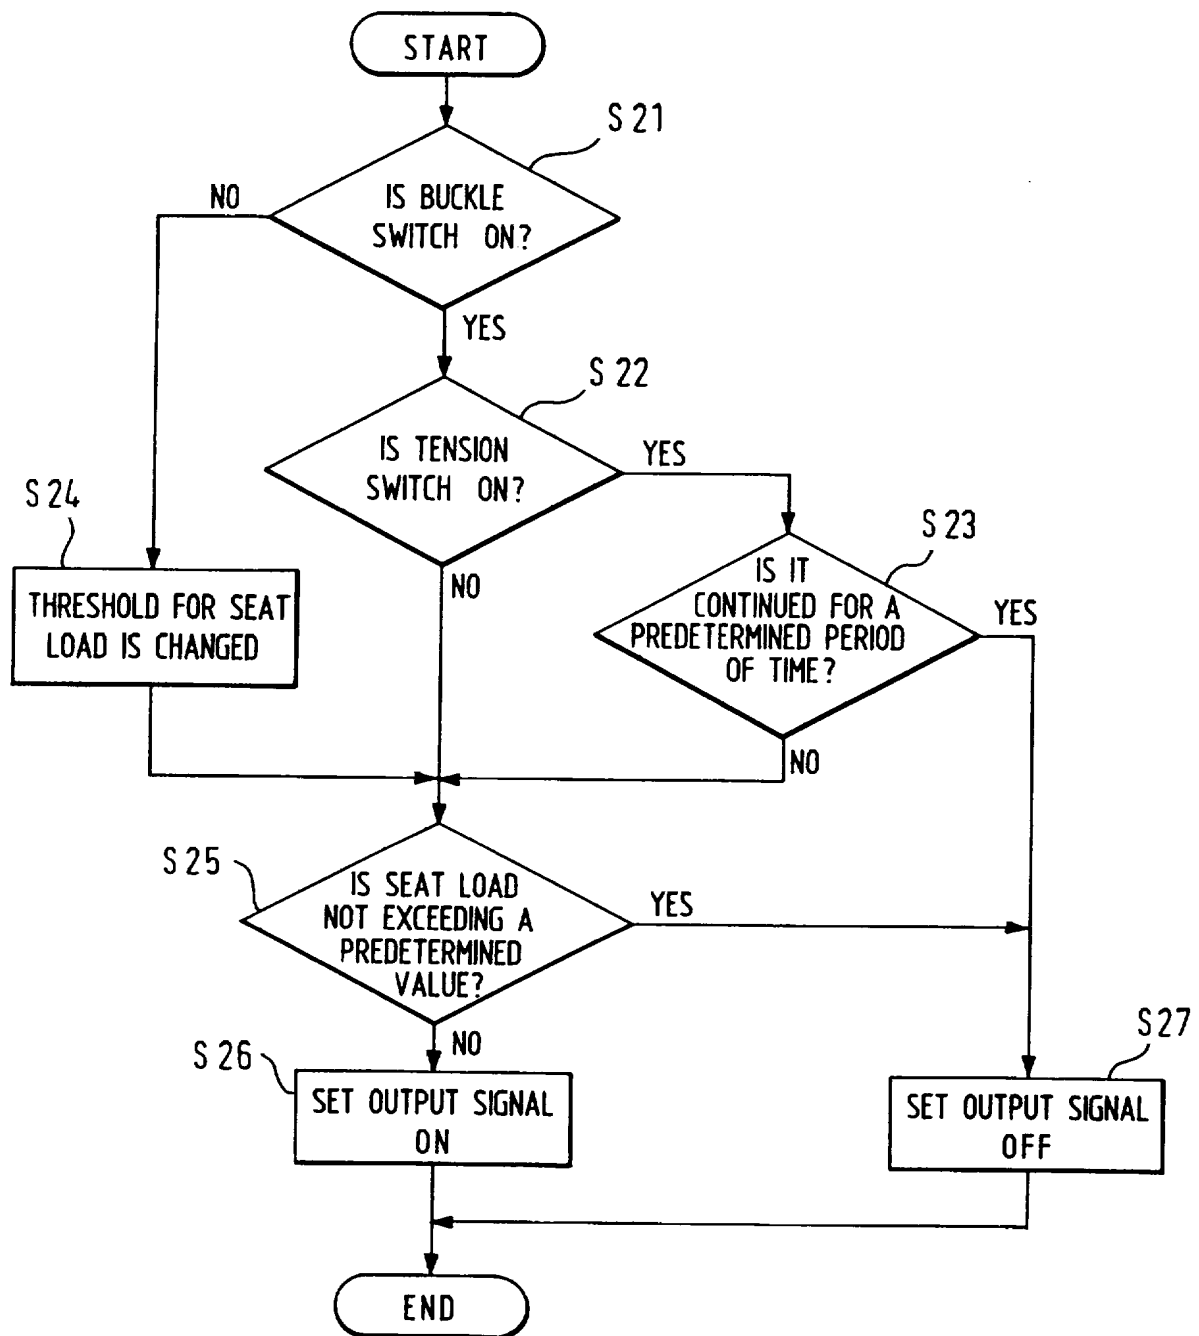 START
S 21
NO
IS BUCKLE
SWITCH ON?
YES
S 22
IS TENSION
SWITCH ON?
YES
S 24
S 23
NO
IS IT
CONTINUED FOR A
PREDETERMINED PERIOD
OF TIME?
YES
THRESHOLD FOR SEAT
LOAD IS CHANGED
NO
S 25
IS SEAT LOAD
NOT EXCEEDING A
PREDETERMINED
VALUE?
YES
NO
S 26
S 27
SET OUTPUT SIGNAL
ON
SET OUTPUT SIGNAL
OFF
END